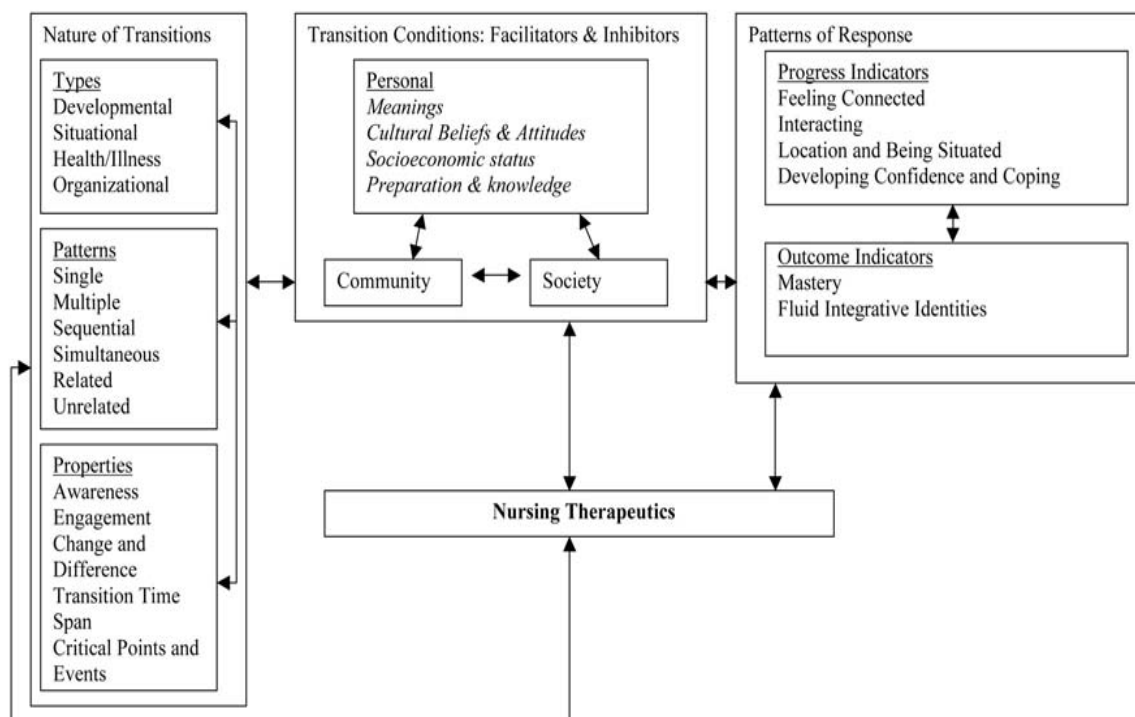 Nature of Transitions
Types
Developmental
Situational
Health/Illness
Organizational
Patterns
Single
Multiple
Sequential
Simultaneous
Related
Unrelated
Properties
Awareness
Engagement
Change and
Difference
Transition Time
Span
Critical Points and
Events
Transition Conditions: Facilitators & Inhibitors
Personal
Meanings
Cultural Beliefs & Attitudes
Socioeconomic status
Preparation & knowledge
Community
Society
Patterns of Response
Progress Indicators
Feeling Connected
Interacting
Location and Being Situated
Developing Confidence and Coping
Outcome Indicators
Mastery
Fluid Integrative Identities
Nursing Therapeutics